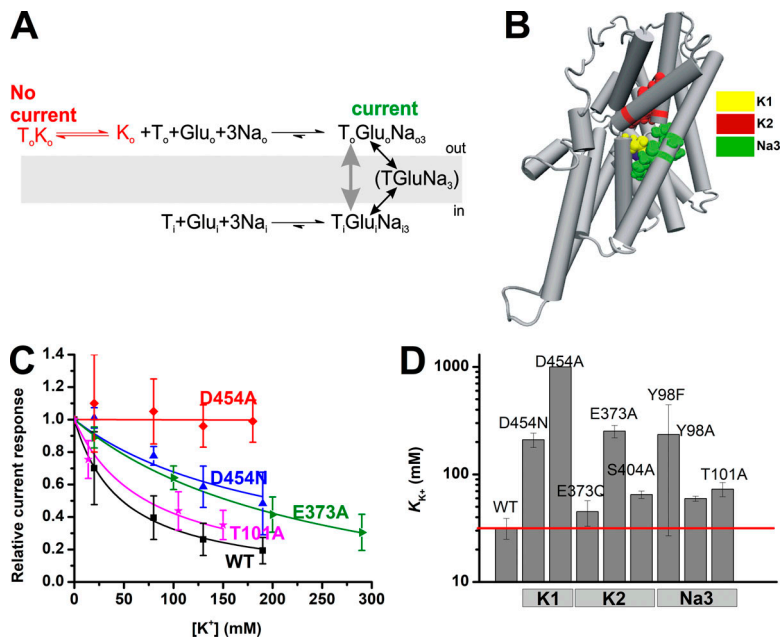 A
No
current
current
TₒKₒ Kₒ +Tₒ+Gluₒ+3Naₒ TₒGluₒNaₒ₃
out
(TGluNa₃)
in
Tᵢ+Gluᵢ+3Naᵢ TᵢGluᵢNaᵢ₃
B
K1
K2
Na3
C
Relative current response
1.4
1.2
1.0
0.8
0.6
0.4
0.2
0.0
D454A
D454N
E373A
T101A
WT
0 50 100 150 200 250 300
[K⁺] (mM)
D
K_K+ (mM)
1000
100
10
WT
D454N
D454A
E373Q
E373A
S404A
Y98F
Y98A
T101A
K1 K2 Na3